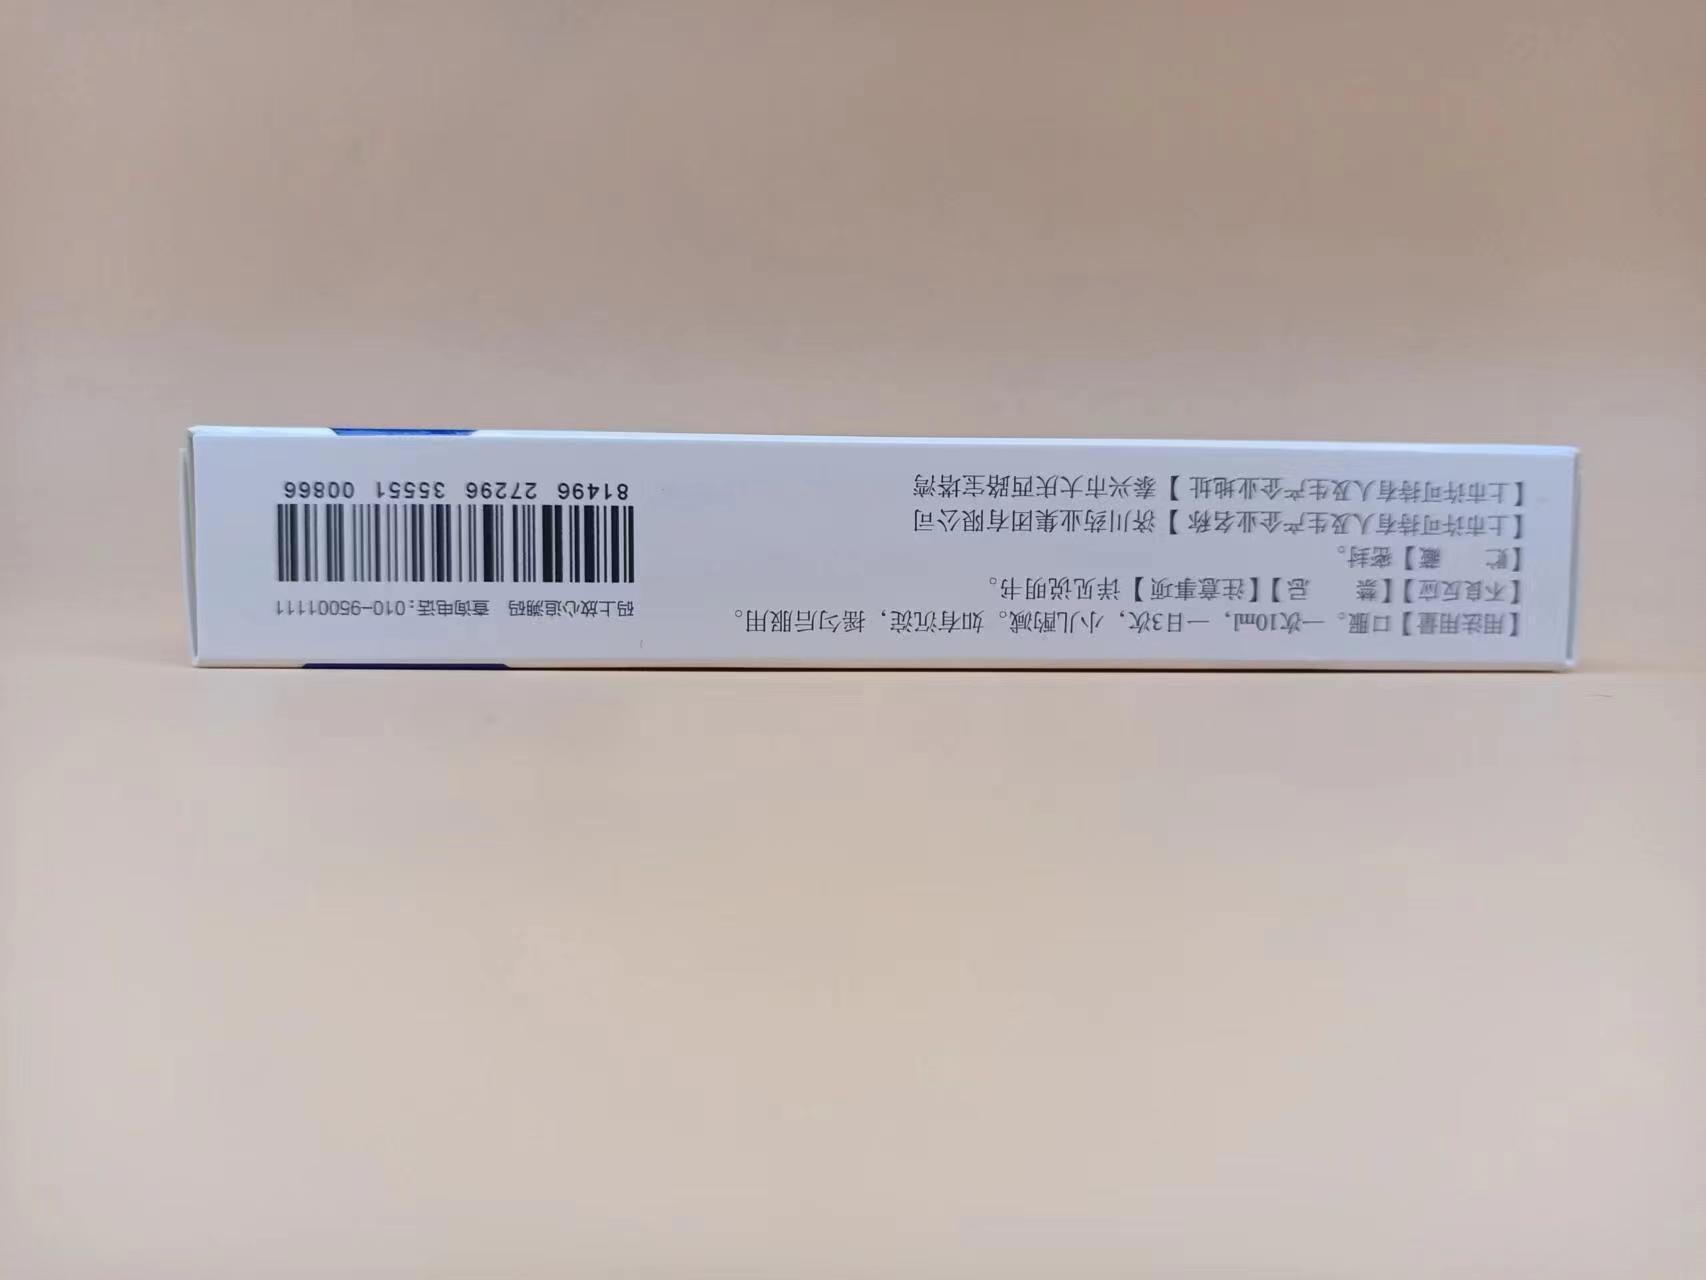 【用法用量】口服。一次10ml，一日3次，小儿酌减。如有沉淀，摇匀后服用。
【不良反应】【禁　忌】【注意事项】详见说明书。
【贮　藏】密封。
【上市许可持有人及生产企业名称】济川药业集团有限公司
【上市许可持有人及生产企业地址】泰兴市大庆西路宝塔湾
码上放心追溯码 查询电话：010-95001111
81496 27296 35551 00866